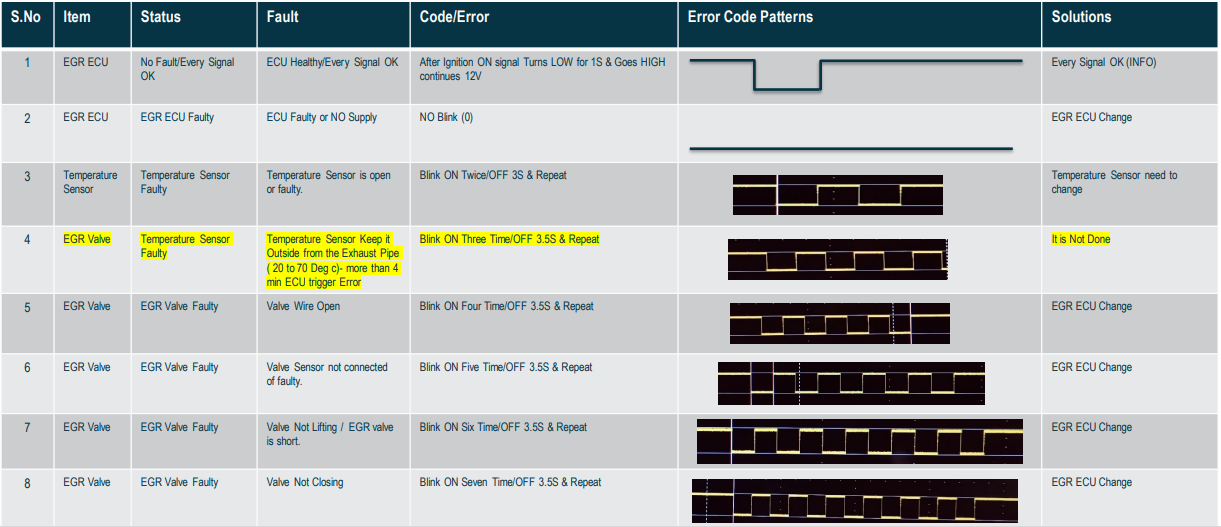 S.No Item Status Fault Code/Error Error Code Patterns Solutions
1 EGR ECU No Fault/Every Signal ECU Healthy/Every Signal OK After Ignition ON signal Turns LOW for 1S & Goes HIGH Every Signal OK (INFO)
OK continues 12V
2 EGR ECU EGR ECU Faulty ECU Faulty or NO Supply NO Blink (0) EGR ECU Change
3 Temperature Temperature Sensor Temperature Sensor is open Blink ON Twice/OFF 3S & Repeat Temperature Sensor need to
Sensor Faulty or faulty. change
4 EGR Valve Temperature Sensor Temperature Sensor Keep it Blink ON Three Time/OFF 3.5S & Repeat It is Not Done
Faulty Outside from the Exhaust Pipe
( 20 to 70 Deg c)- more than 4
min ECU trigger Error
5 EGR Valve EGR Valve Faulty Valve Wire Open Blink ON Four Time/OFF 3.5S & Repeat EGR ECU Change
6 EGR Valve EGR Valve Faulty Valve Sensor not connected Blink ON Five Time/OFF 3.5S & Repeat EGR ECU Change
of faulty.
7 EGR Valve EGR Valve Faulty Valve Not Lifting / EGR valve Blink ON Six Time/OFF 3.5S & Repeat EGR ECU Change
is short.
8 EGR Valve EGR Valve Faulty Valve Not Closing Blink ON Seven Time/OFF 3.5S & Repeat EGR ECU Change